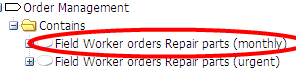 Order Management
Contains
Field Worker orders Repair parts (monthly)
Field Worker orders Repair parts (urgent)